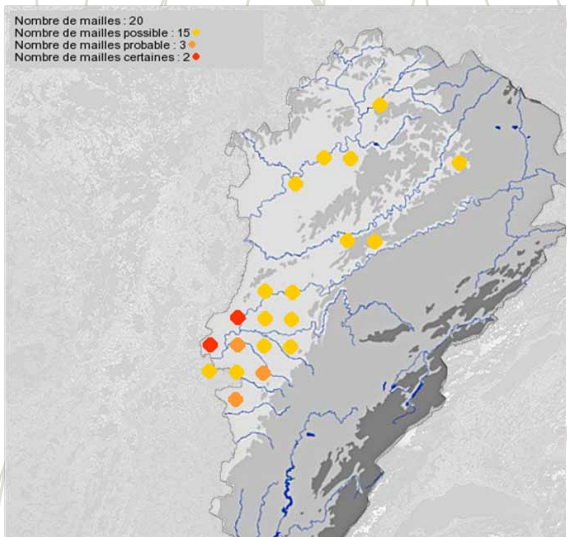 Nombre de mailles : 20
Nombre de mailles possible : 15
Nombre de mailles probable : 3
Nombre de mailles certaines : 2